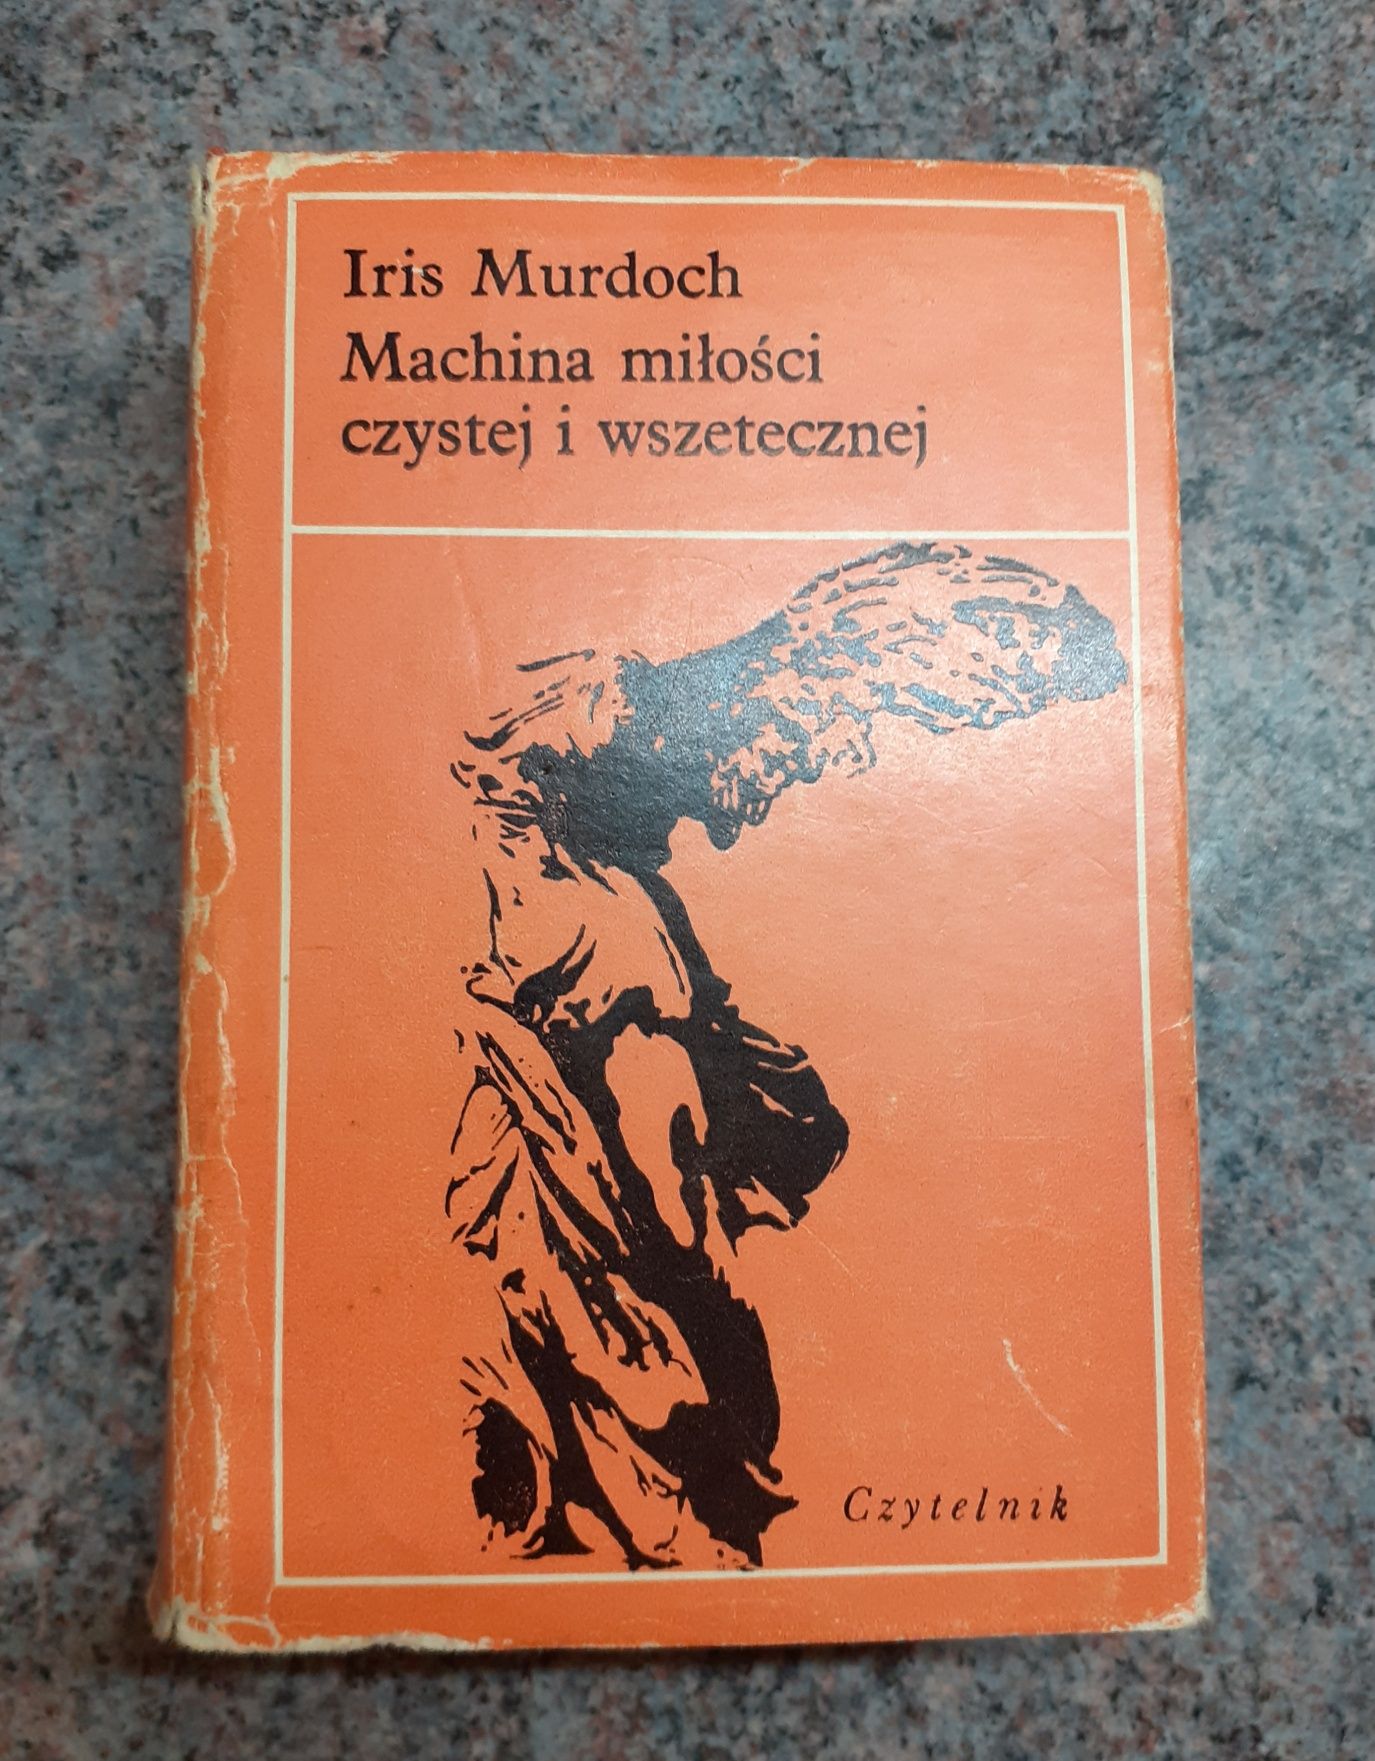 Iris Murdoch
Machina miłości
czystej i wszetecznej
Czytelnik